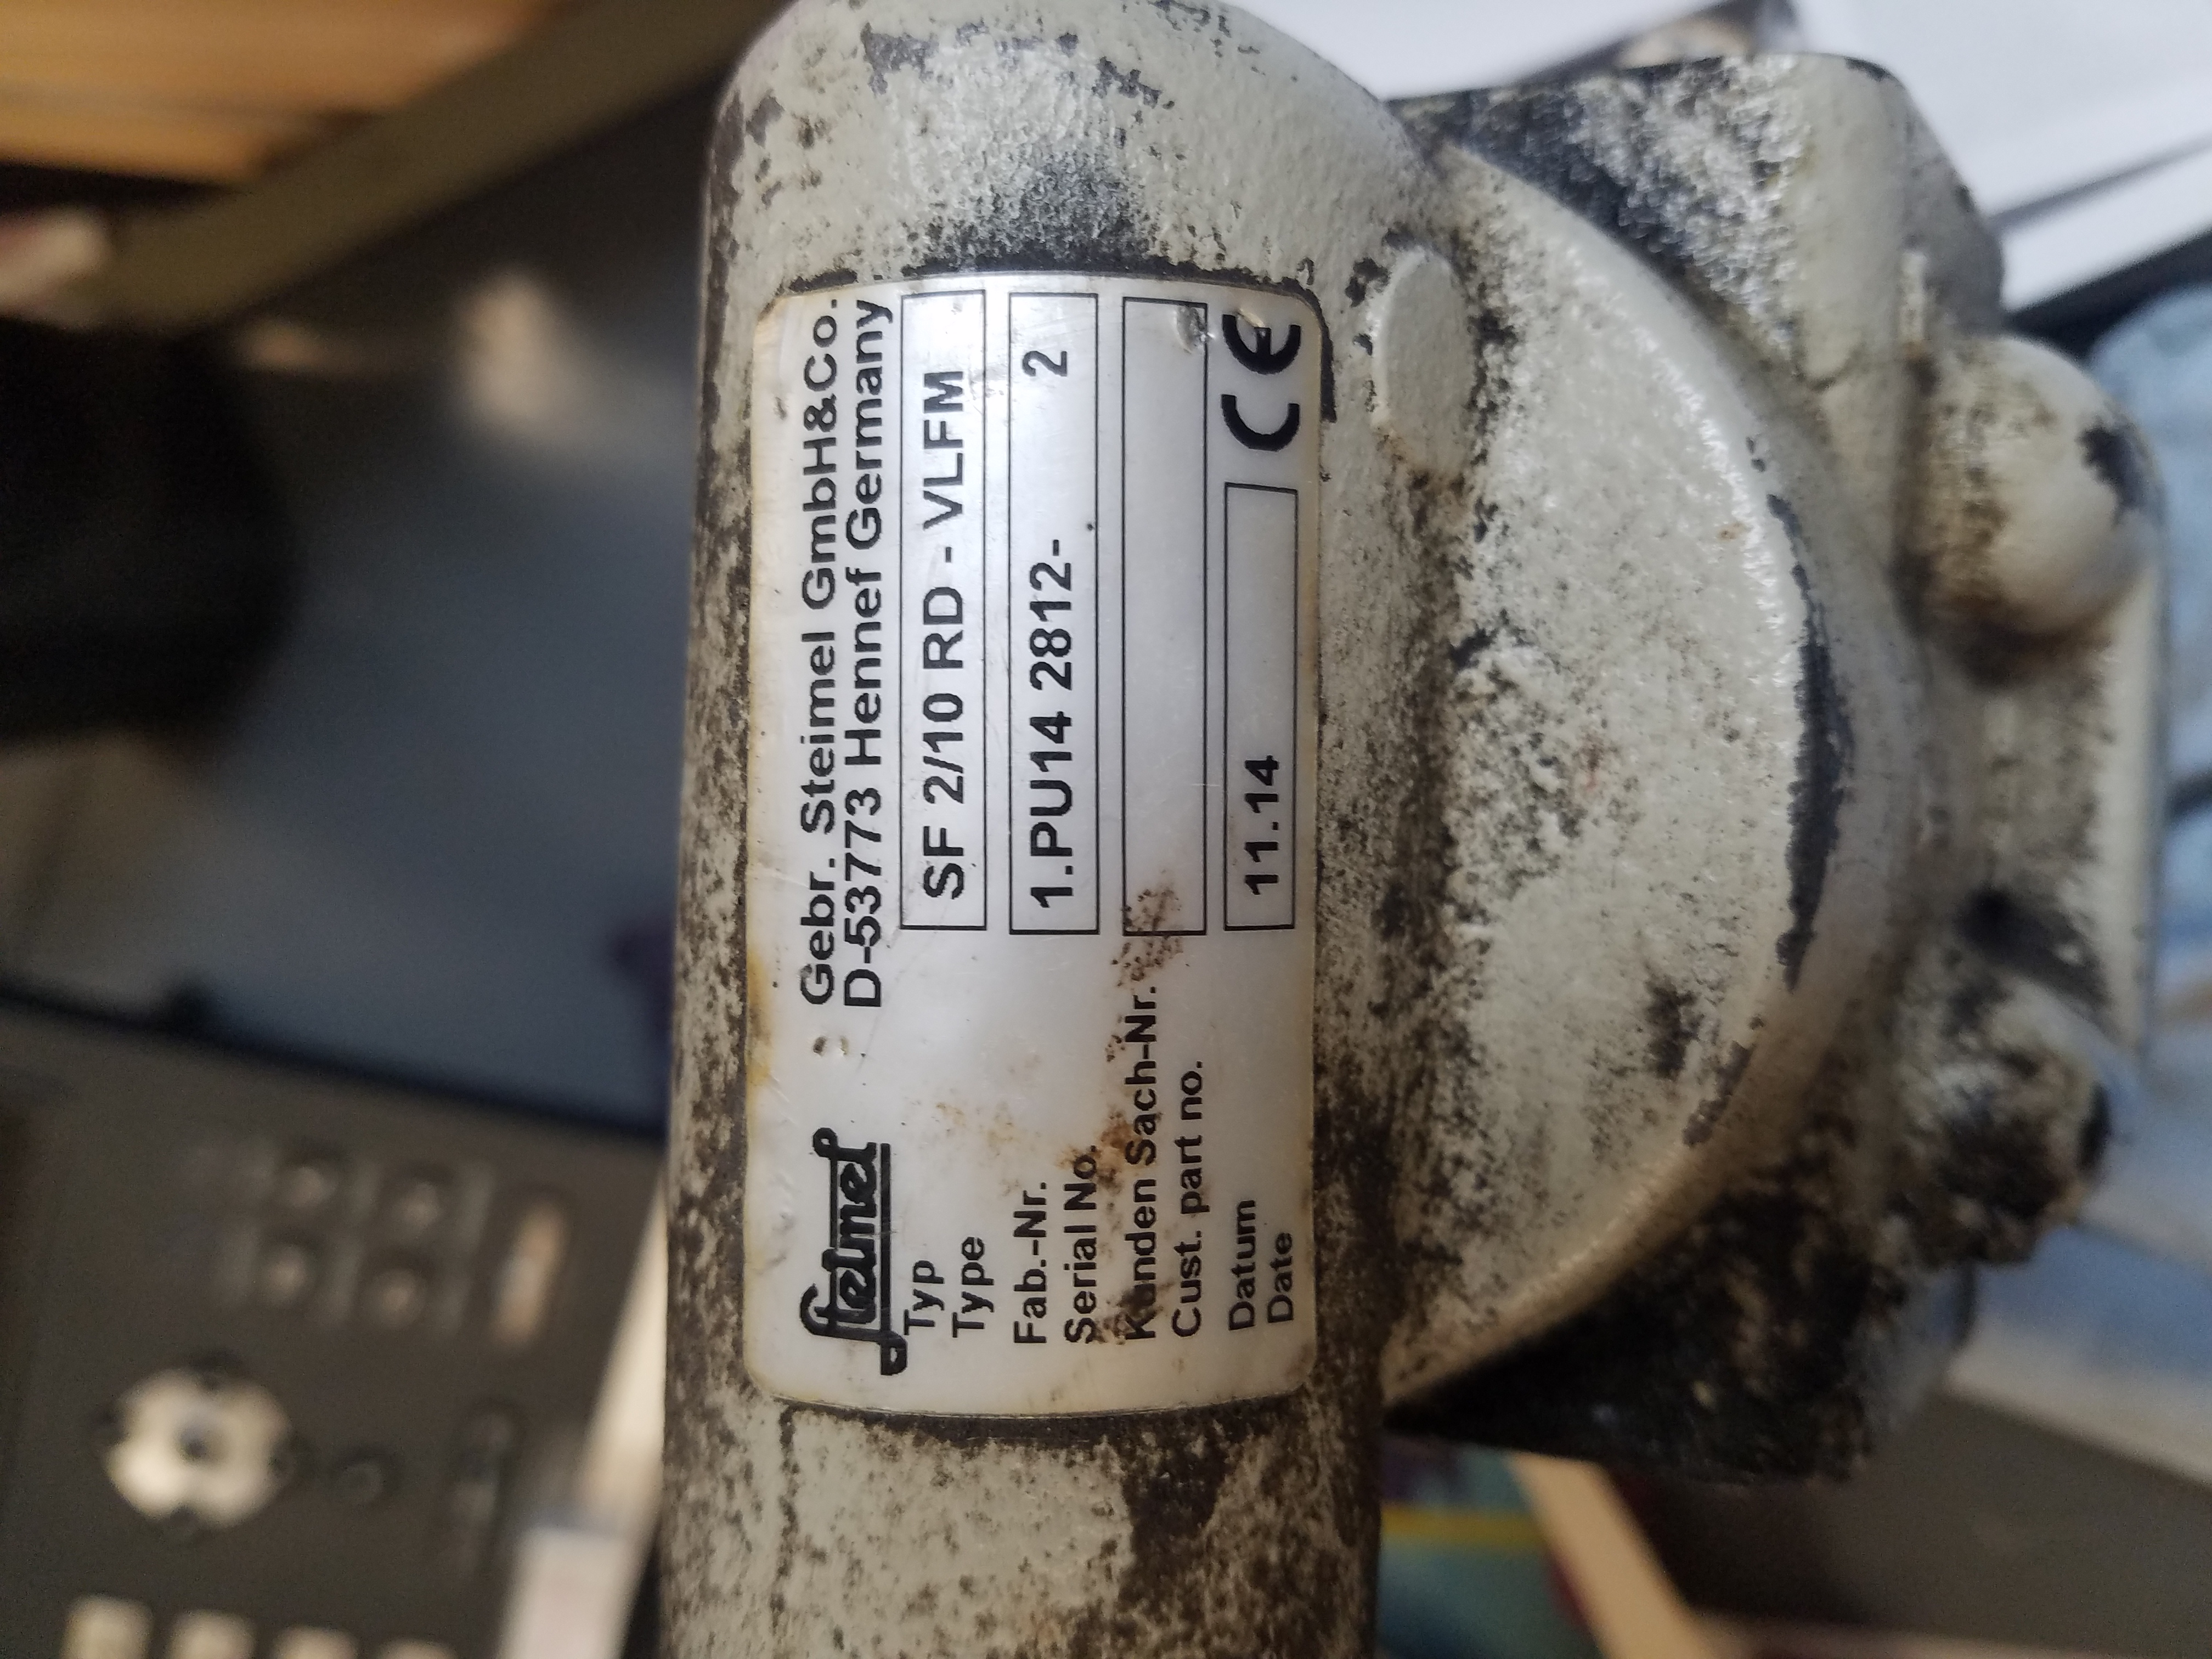 Steimel
Gebr. Steimel GmbH&Co.
D-53773 Hennef Germany
Typ
Type
SF 2/10 RD - VLFM
Fab.-Nr.
Serial No.
1.PU14 2812- 2
Kunden Sach-Nr.
Cust. part no.
Datum
Date
11.14
CE